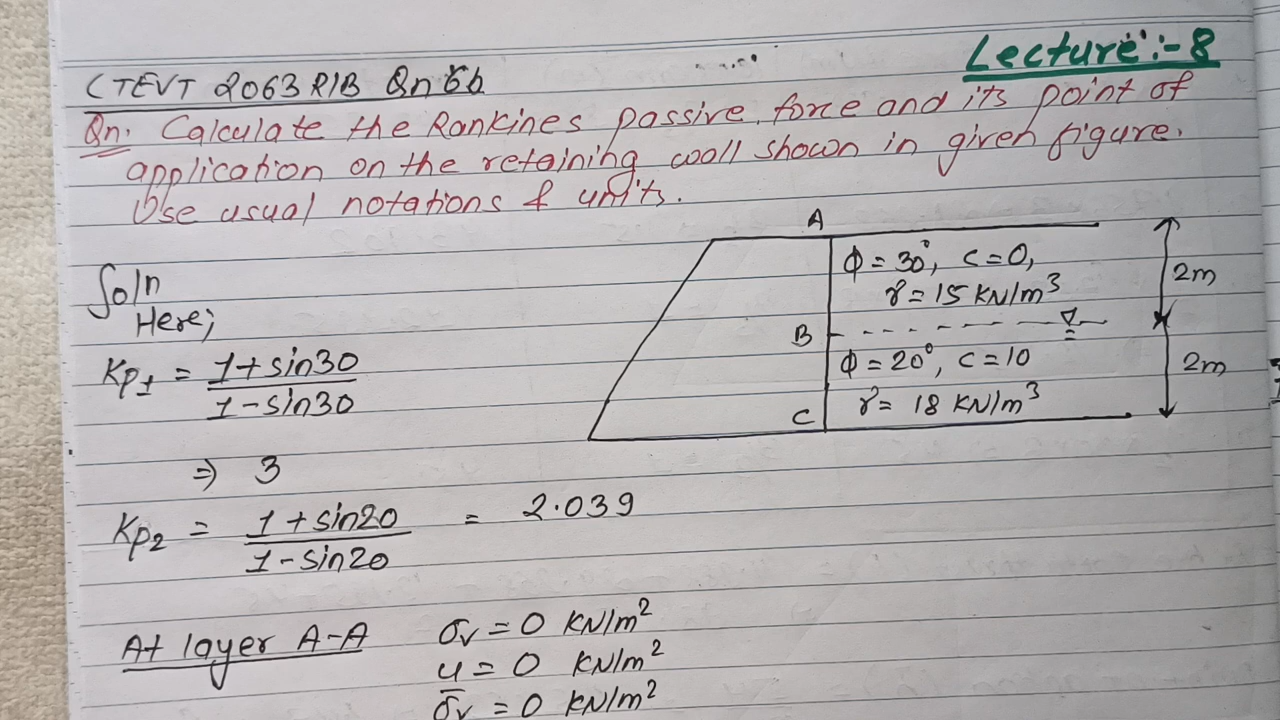 Lecture:-8
CTEVT 2063 R/B Qn 6b
Qn. Calculate the Rankines passive force and its point of
application on the retaining wall shown in given figure.
Use usual notations & units.
A
ϕ = 30°, c = 0,
γ = 15 KN/m³
2m
B
ϕ = 20°, c = 10
γ = 18 KN/m³
2m
C
Soln
Here;
Kp₁ = 1 + sin30
1 - sin30
⇒ 3
Kp₂ = 1 + sin20 = 2.039
1 - sin20
At layer A-A σv = 0 KN/m²
u = 0 KN/m²
σ̄v = 0 KN/m²